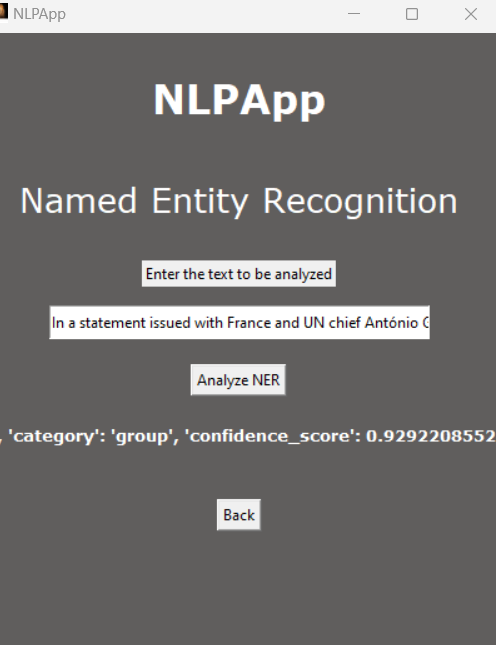 NLPApp
NLPApp
Named Entity Recognition
Enter the text to be analyzed
In a statement issued with France and UN chief António
Analyze NER
, 'category': 'group', 'confidence_score': 0.9292208552
Back